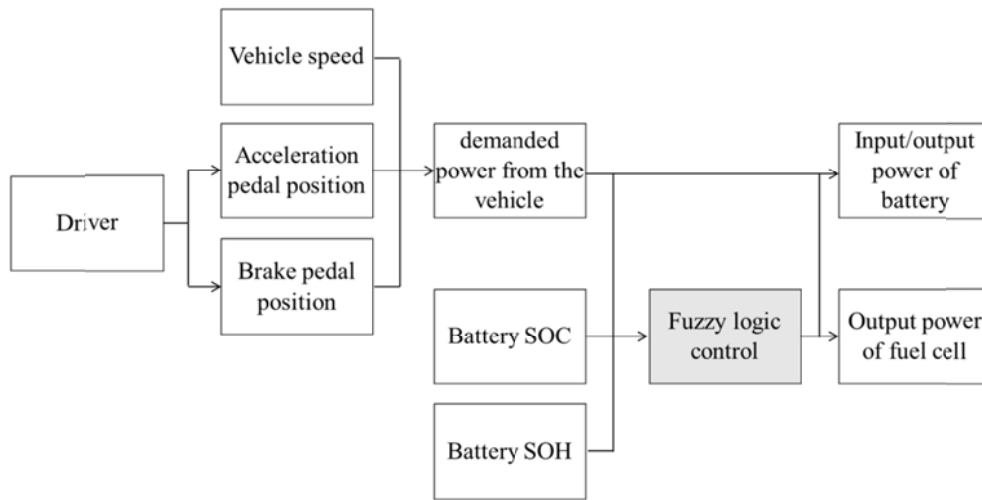 Vehicle speed
Acceleration
pedal position
Driver
Brake pedal
position
demanded
power from the
vehicle
Battery SOC
Battery SOH
Fuzzy logic
control
Input/output
power of
battery
Output power
of fuel cell